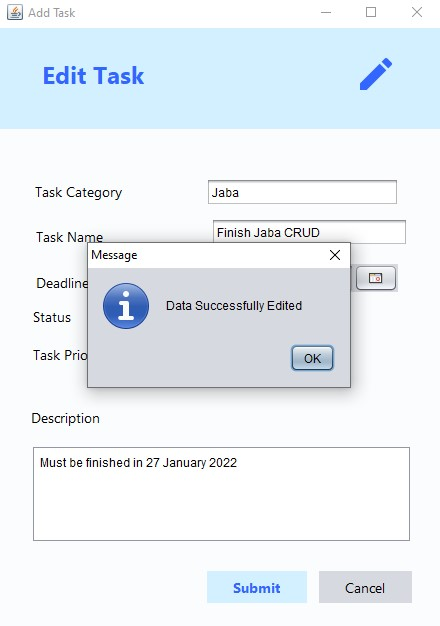 Add Task
Edit Task
Task Category
Jaba
Task Name
Finish Jaba CRUD
Message
Deadline
Data Successfully Edited
Status
Task Prio
OK
Description
Must be finished in 27 January 2022
Submit
Cancel